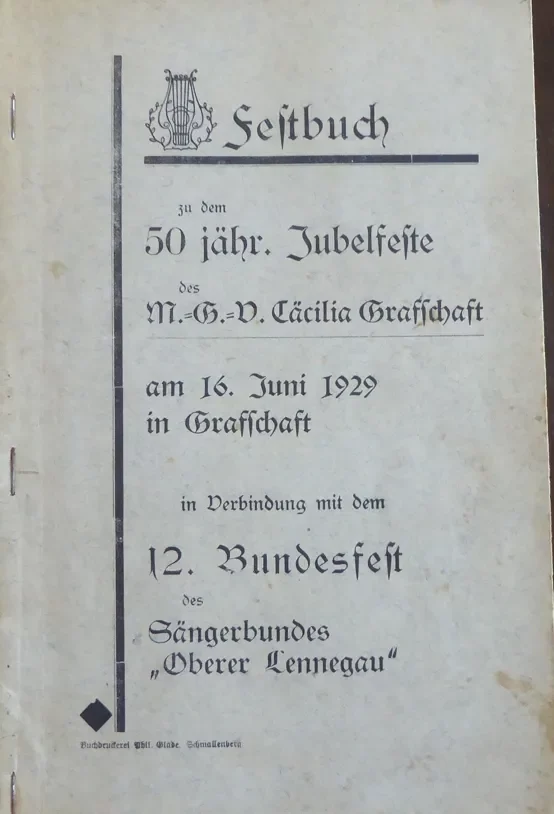 Festbuch
zu dem
50 jähr. Jubelfeste
des
M.=G.=V. Cäcilia Grafschaft
am 16. Juni 1929
in Grafschaft
in Verbindung mit dem
12. Bundesfest
des
Sängerbundes
„Oberer Lennegau“
Buchdruckerei Phil. Glade, Schmallenberg